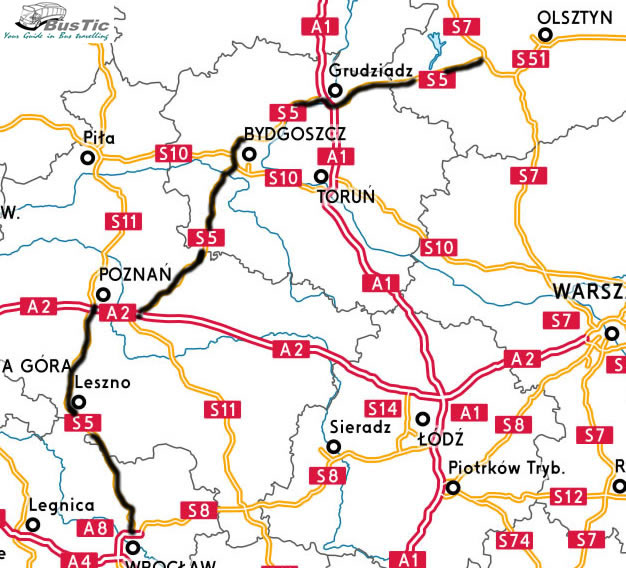 BusTic
Your Guide in Bus travelling
A1
S7
OLSZTYN
S51
Grudziądz
S5
S5
Piła
S10
BYDGOSZCZ
A1
S10
TORUŃ
S7
W.
S11
S5
S10
POZNAŃ
A1
A2
A2
WARSZ
S7
A2
A2
A GÓRA
Leszno
S5
S11
S14
A1
ŁÓDŹ
S8
Sieradz
S7
S8
Piotrków Tryb.
R
S12
Legnica
S8
A8
S74
S7
A4
WROCŁAW
A1
e
S